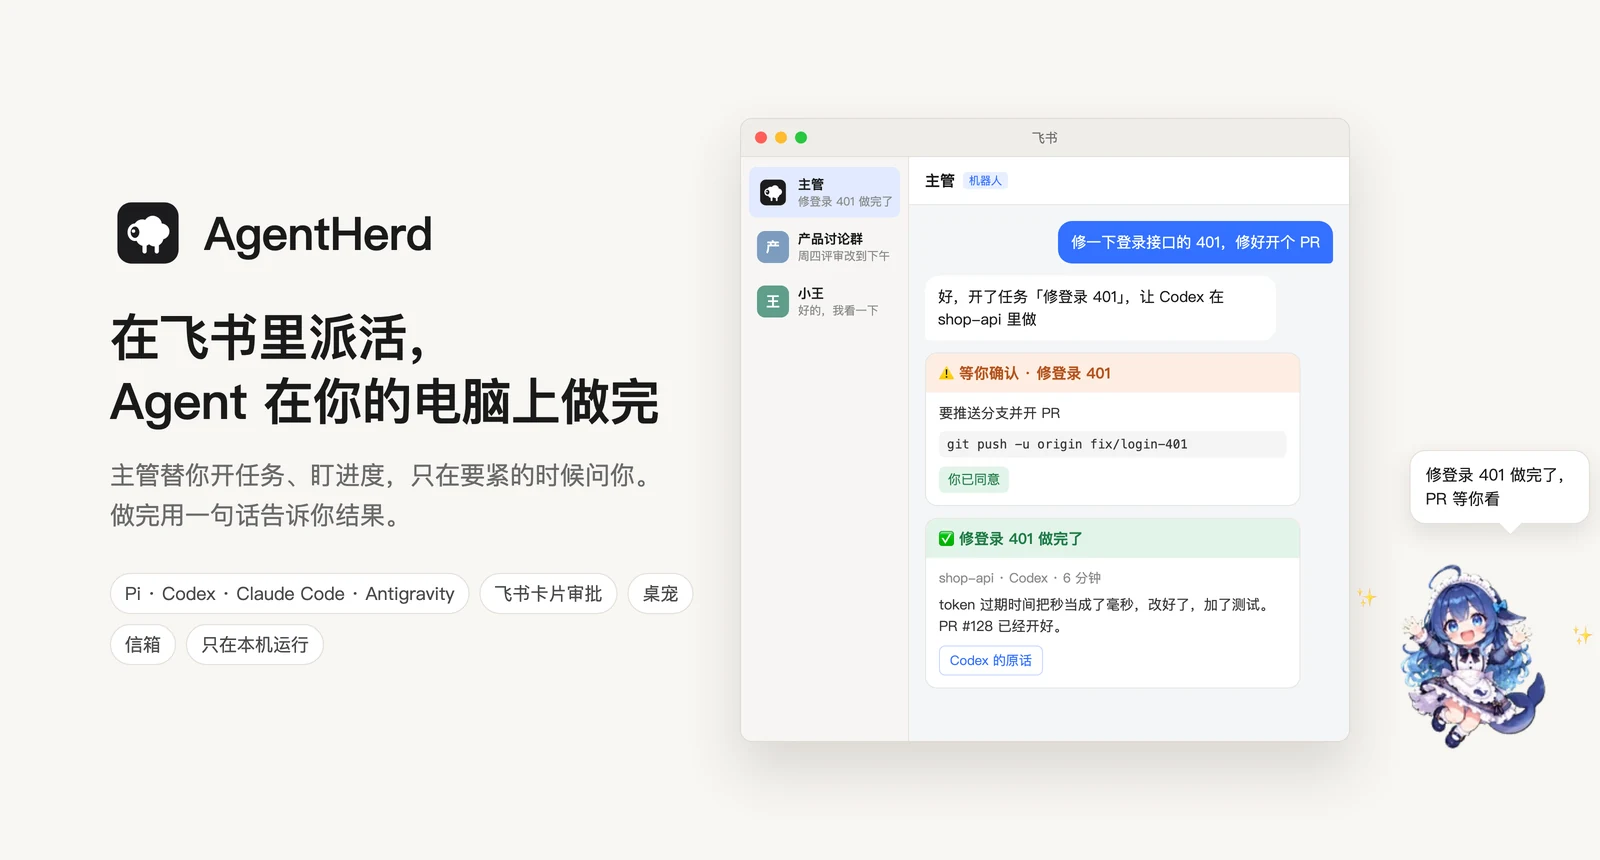 AgentHerd
在飞书里派活，
Agent 在你的电脑上做完
主管替你开任务、盯进度，只在要紧的时候问你。
做完用一句话告诉你结果。
Pi · Codex · Claude Code · Antigravity
飞书卡片审批
桌宠
信箱
只在本机运行
飞书
主管
修登录 401 做完了
产
产品讨论群
周四评审改到下午
王
小王
好的，我看一下
主管
机器人
修一下登录接口的 401，修好开个 PR
好，开了任务「修登录 401」，让 Codex 在
shop-api 里做
等你确认 · 修登录 401
要推送分支并开 PR
git push -u origin fix/login-401
你已同意
修登录 401 做完了
shop-api · Codex · 6 分钟
token 过期时间把秒当成了毫秒，改好了，加了测试。
PR #128 已经开好。
Codex 的原话
修登录 401 做完了，
PR 等你看